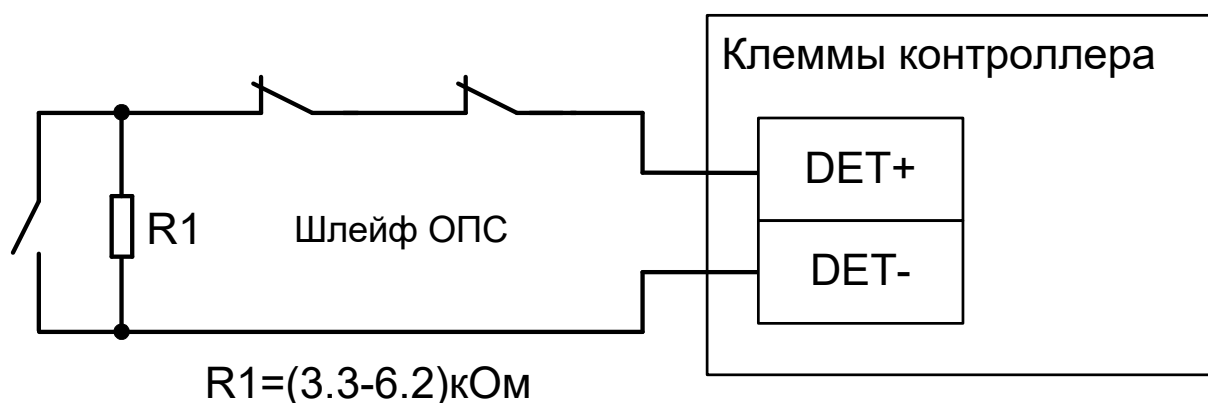 Клеммы контроллера
DET+
R1
Шлейф ОПС
DET-
R1=(3.3-6.2)кОм